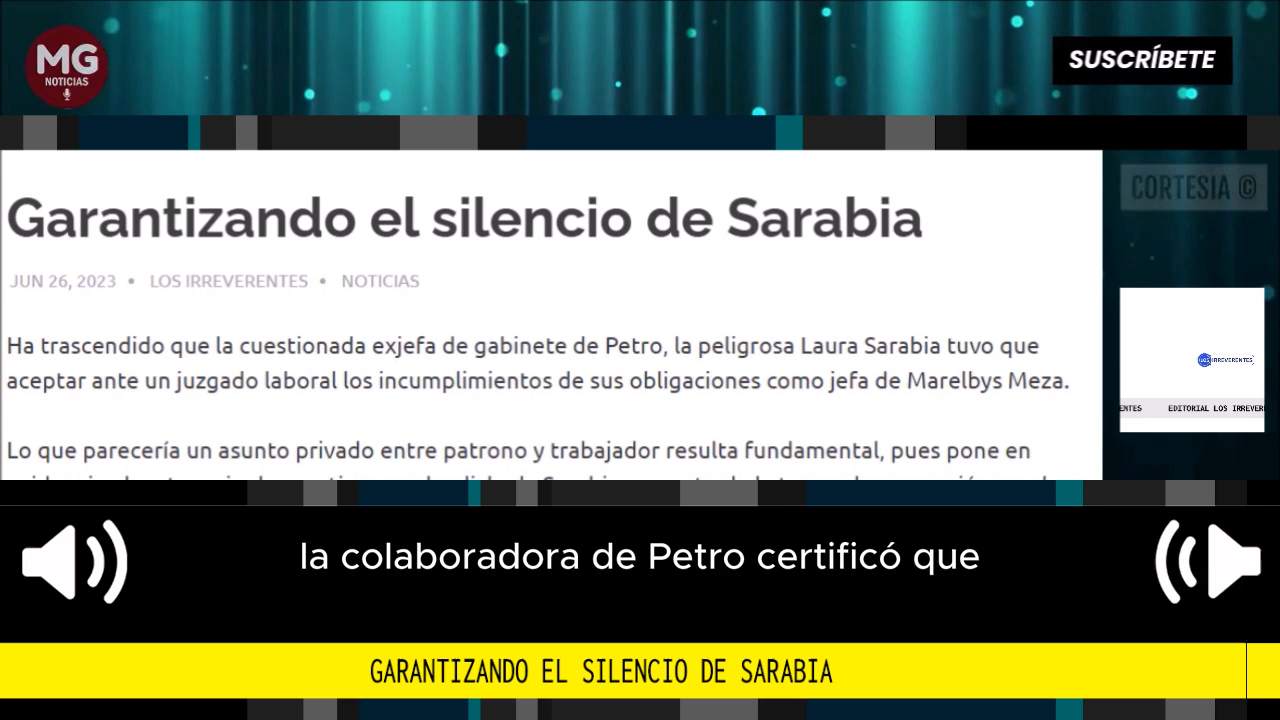 MG
NOTICIAS
SUSCRÍBETE
CORTESIA ©
Garantizando el silencio de Sarabia
JUN 26, 2023 • LOS IRREVERENTES • NOTICIAS
Ha trascendido que la cuestionada exjefa de gabinete de Petro, la peligrosa Laura Sarabia tuvo que
aceptar ante un juzgado laboral los incumplimientos de sus obligaciones como jefa de Marelbys Meza.
Lo que parecería un asunto privado entre patrono y trabajador resulta fundamental, pues pone en
IRREVERENTES
ENTES EDITORIAL LOS IRREVER
la colaboradora de Petro certificó que
GARANTIZANDO EL SILENCIO DE SARABIA